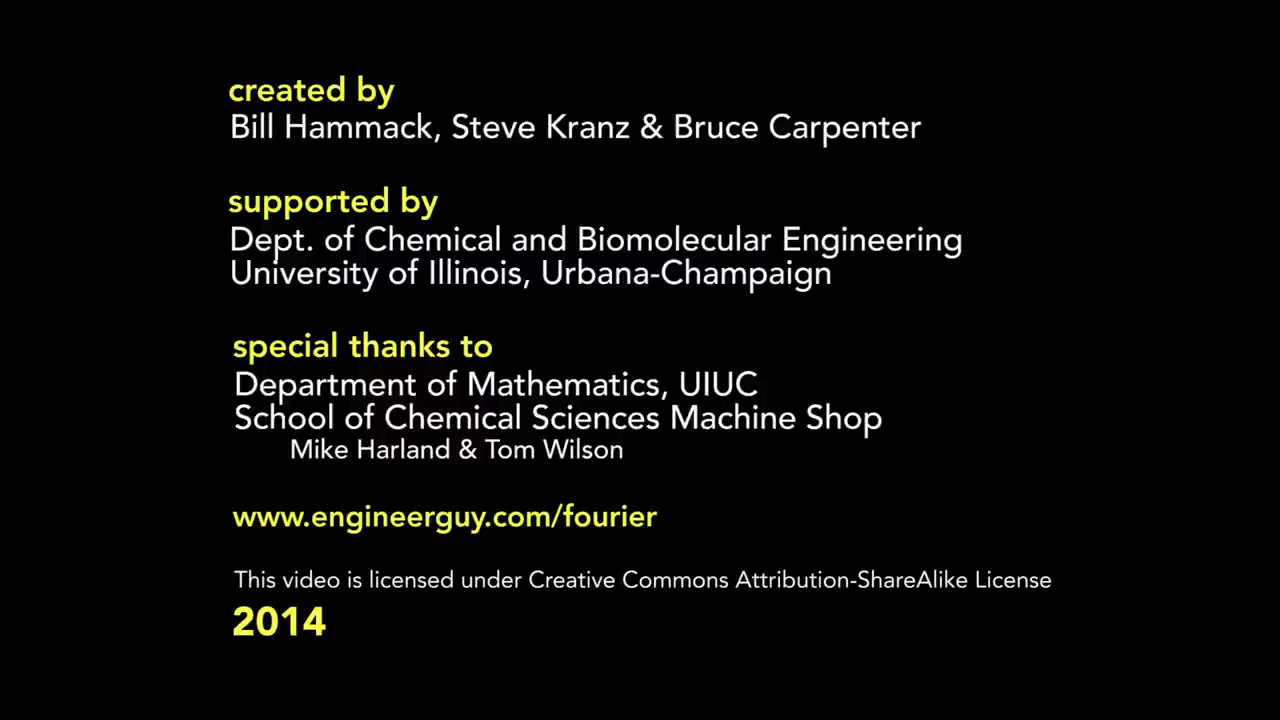 created by
Bill Hammack, Steve Kranz & Bruce Carpenter
supported by
Dept. of Chemical and Biomolecular Engineering
University of Illinois, Urbana-Champaign
special thanks to
Department of Mathematics, UIUC
School of Chemical Sciences Machine Shop
Mike Harland & Tom Wilson
www.engineerguy.com/fourier
This video is licensed under Creative Commons Attribution-ShareAlike License
2014